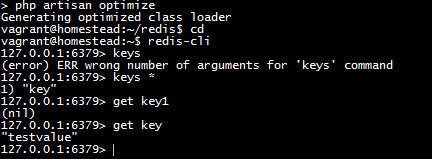 > php artisan optimize
Generating optimized class loader
vagrant@homestead:~/redis$ cd
vagrant@homestead:~$ redis-cli
127.0.0.1:6379> keys
(error) ERR wrong number of arguments for 'keys' command
127.0.0.1:6379> keys *
1) "key"
127.0.0.1:6379> get key1
(nil)
127.0.0.1:6379> get key
"testvalue"
127.0.0.1:6379>